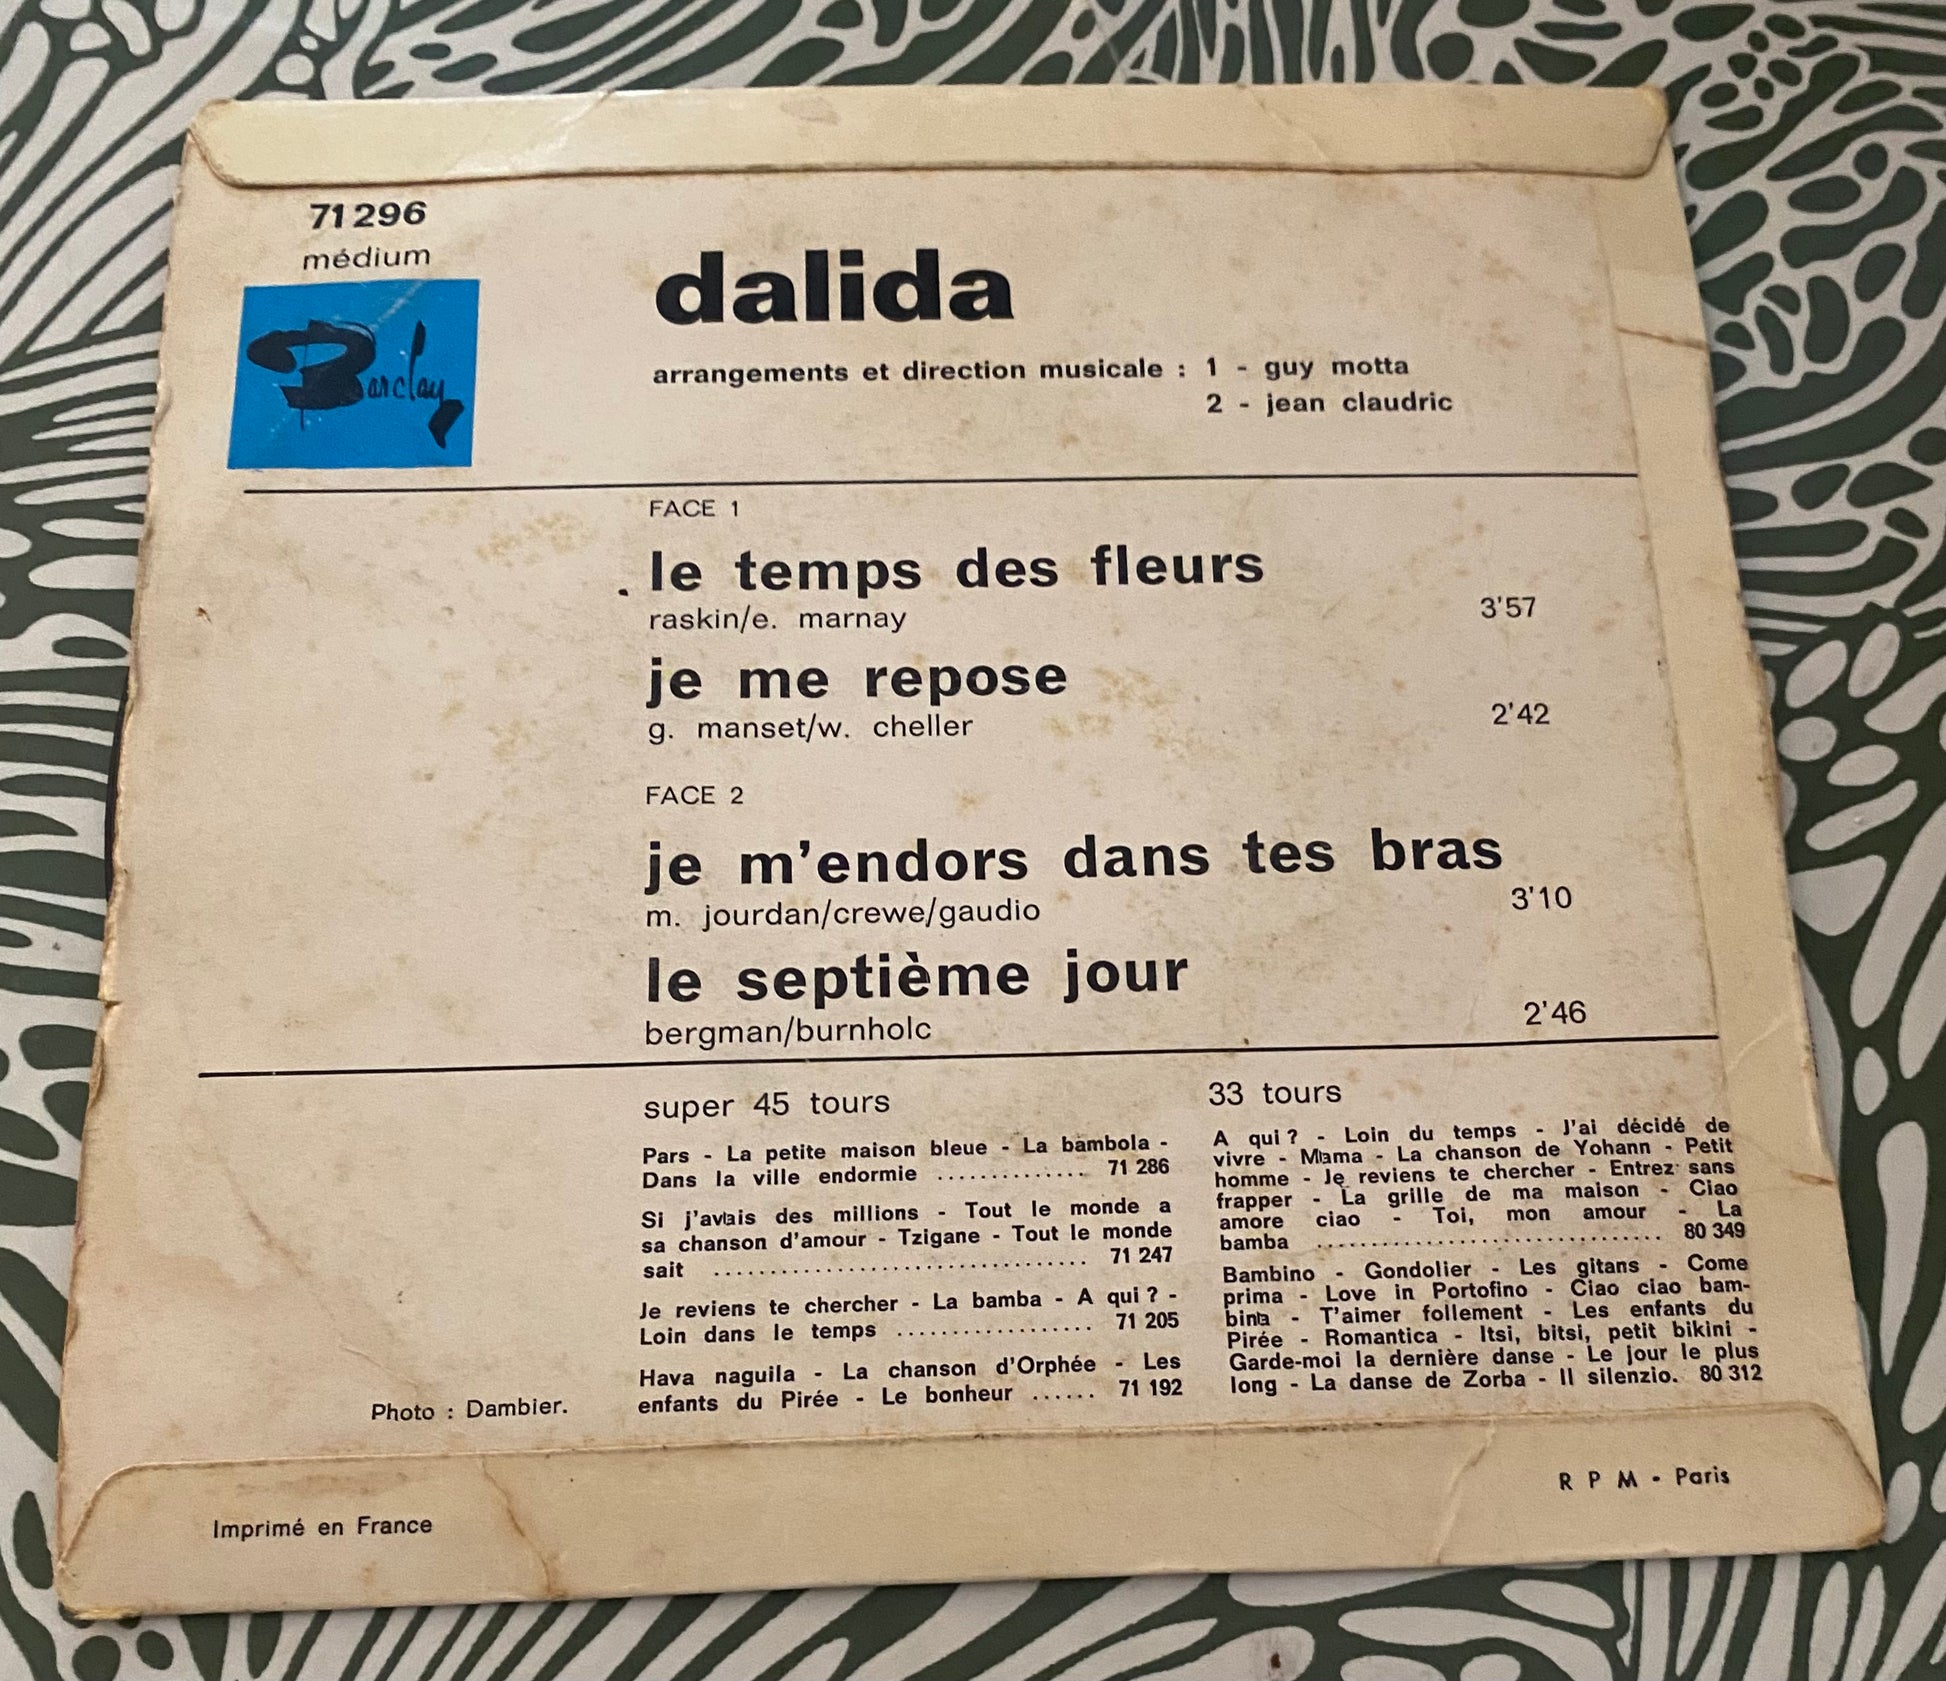 71 296
médium
Barclay
dalida
arrangements et direction musicale : 1 - guy motta
2 - jean claudric
FACE 1
le temps des fleurs
raskin/e. marnay 3'57
je me repose
g. manset/w. cheller 2'42
FACE 2
je m'endors dans tes bras
m. jourdan/crewe/gaudio 3'10
le septième jour
bergman/burnholc 2'46
super 45 tours
Pars - La petite maison bleue - La bambola -
Dans la ville endormie .............. 71 286
Si j'avais des millions - Tout le monde a
sa chanson d'amour - Tzigane - Tout le monde
sait .................................. 71 247
Je reviens te chercher - La bamba - A qui ? -
Loin dans le temps .................. 71 205
Hava naguila - La chanson d'Orphée - Les
enfants du Pirée - Le bonheur ...... 71 192
33 tours
A qui ? - Loin du temps - J'ai décidé de
vivre - Mama - La chanson de Yohann - Petit
homme - Je reviens te chercher - Entrez sans
frapper - La grille de ma maison - Ciao
amore ciao - Toi, mon amour - La
bamba ................................ 80 349
Bambino - Gondolier - Les gitans - Come
prima - Love in Portofino - Ciao ciao bam-
bina - T'aimer follement - Les enfants du
Pirée - Romantica - Itsi, bitsi, petit bikini -
Garde-moi la dernière danse - Le jour le plus
long - La danse de Zorba - Il silenzio. 80 312
Photo : Dambier.
Imprimé en France
R P M - Paris